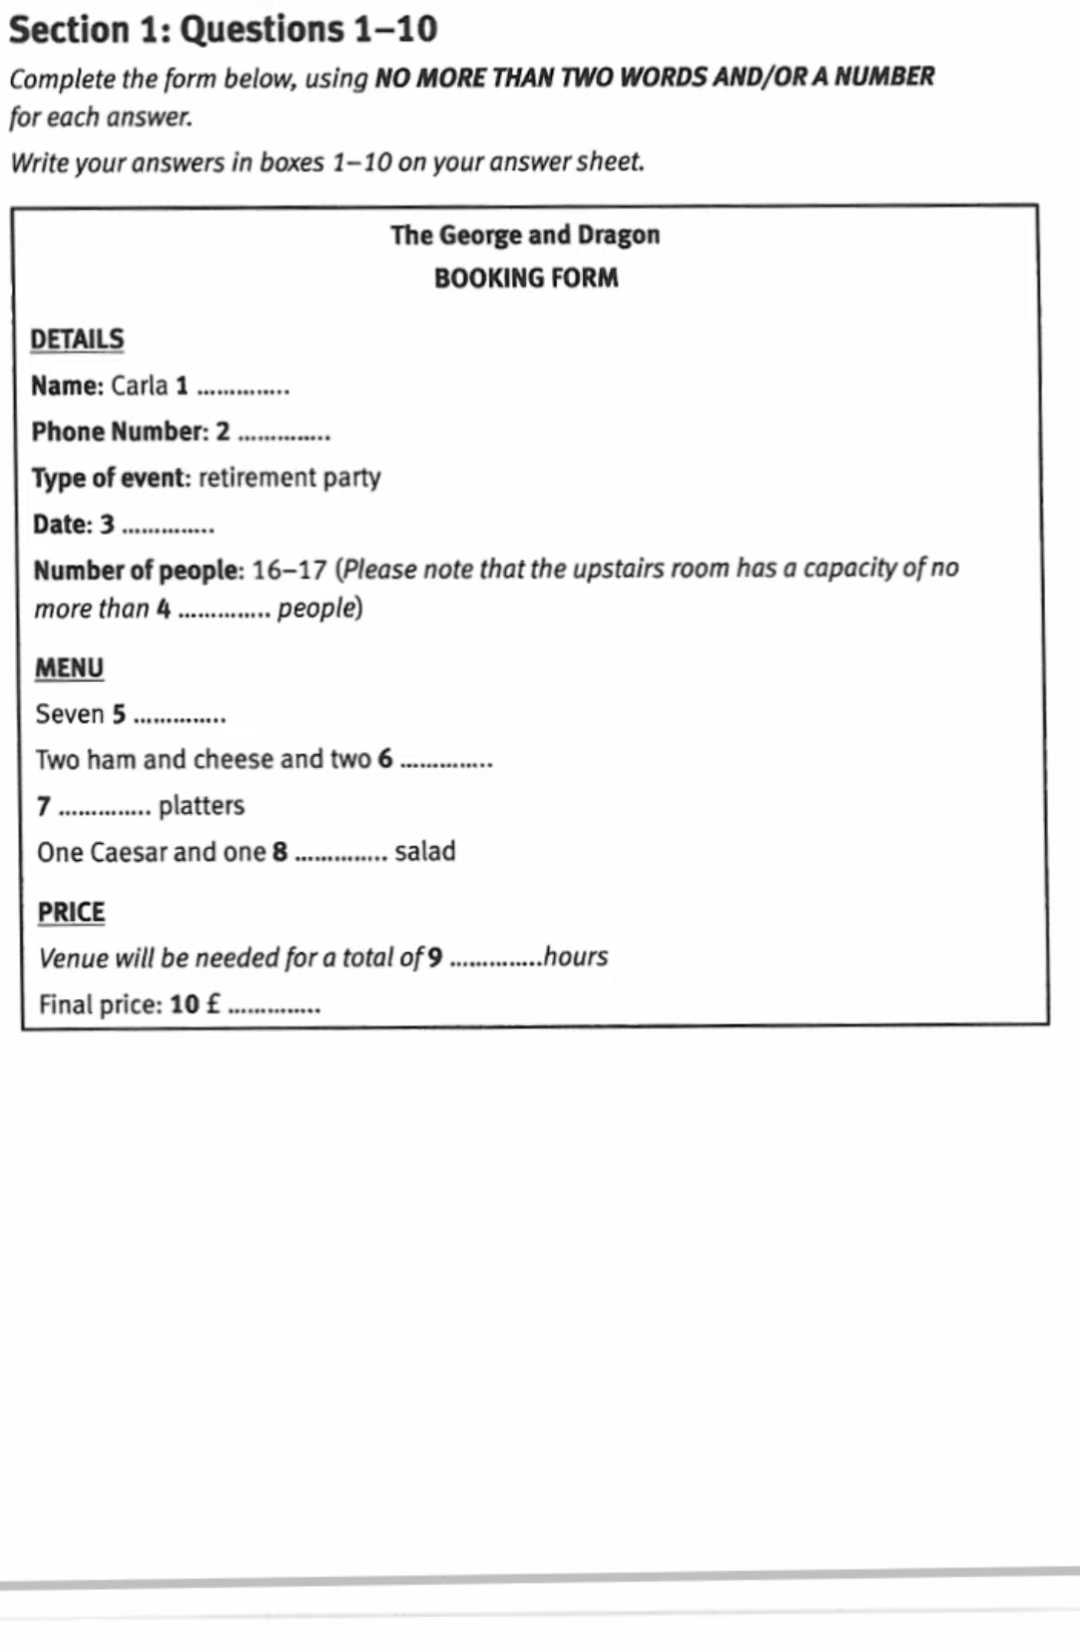 Section 1: Questions 1–10
Complete the form below, using NO MORE THAN TWO WORDS AND/OR A NUMBER
for each answer.
Write your answers in boxes 1–10 on your answer sheet.
The George and Dragon
BOOKING FORM
DETAILS
Name: Carla 1 ..............
Phone Number: 2 ..............
Type of event: retirement party
Date: 3 ..............
Number of people: 16–17 (Please note that the upstairs room has a capacity of no
more than 4 .............. people)
MENU
Seven 5 ..............
Two ham and cheese and two 6 ..............
7 .............. platters
One Caesar and one 8 .............. salad
PRICE
Venue will be needed for a total of 9 ..............hours
Final price: 10 £ ..............